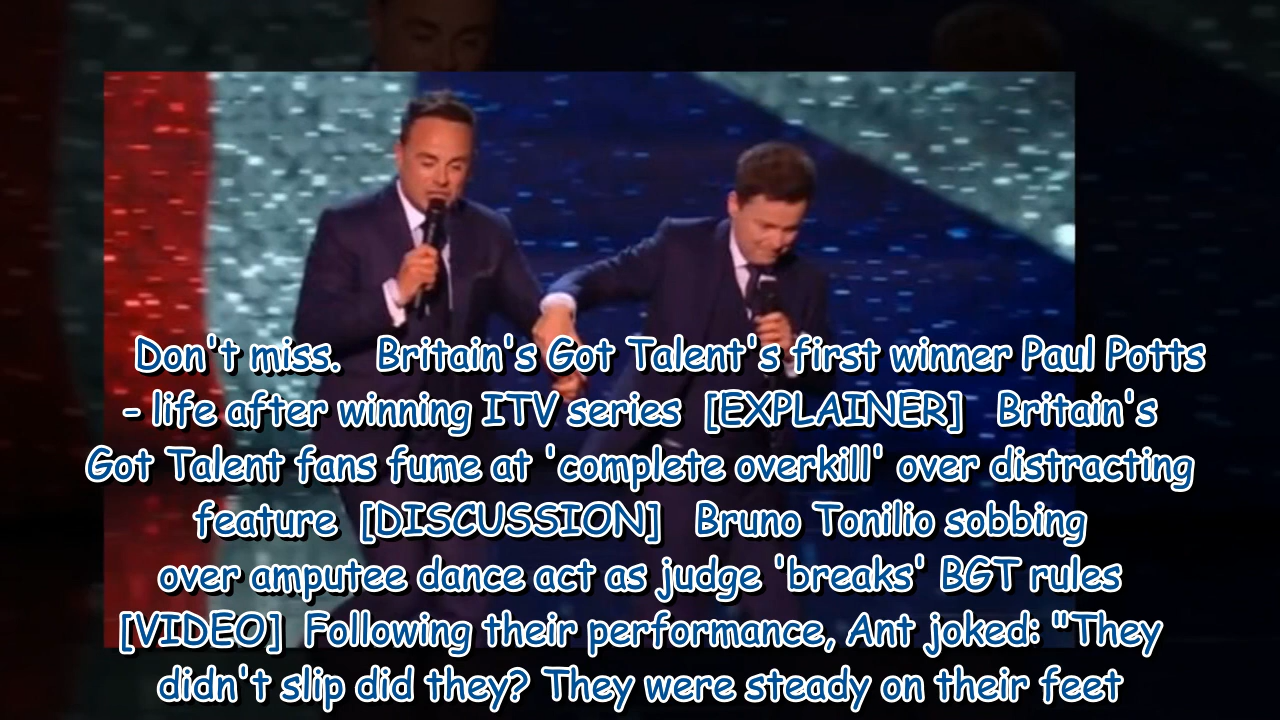 Don't miss. Britain's Got Talent's first winner Paul Potts
- life after winning ITV series [EXPLAINER] Britain's
Got Talent fans fume at 'complete overkill' over distracting
feature [DISCUSSION] Bruno Tonilio sobbing
over amputee dance act as judge 'breaks' BGT rules
[VIDEO] Following their performance, Ant joked: "They
didn't slip did they? They were steady on their feet